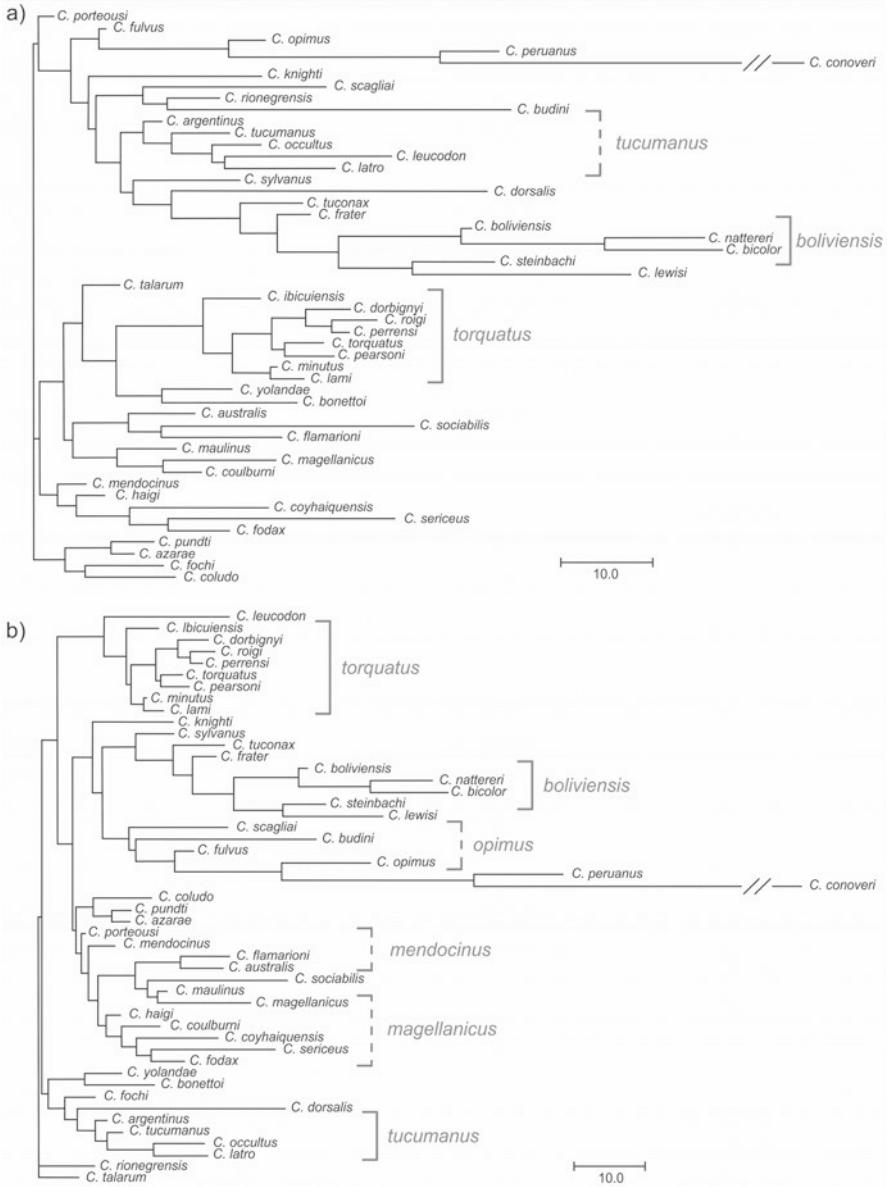 a)
C. porteousi
C. fulvus
C. opimus
C. peruanus
C. conoveri
C. knighti
C. scagliai
C. rionegrensis
C. budini
C. argentinus
C. tucumanus
C. occultus
C. leucodon
C. latro
tucumanus
C. sylvanus
C. dorsalis
C. tuconax
C. frater
C. boliviensis
C. nattereri
C. bicolor
boliviensis
C. steinbachi
C. lewisi
C. talarum
C. ibicuiensis
C. dorbignyi
C. roigi
C. perrensi
C. torquatus
C. pearsoni
C. minutus
C. lami
torquatus
C. yolandae
C. bonettoi
C. australis
C. sociabilis
C. flamarioni
C. maulinus
C. magellanicus
C. coulburni
C. mendocinus
C. haigi
C. coyhaiquensis
C. sericeus
C. fodax
C. pundti
C. azarae
C. fochi
C. coludo
10.0
b)
C. leucodon
C. Ibicuiensis
C. dorbignyi
C. roigi
C. perrensi
C. torquatus
C. pearsoni
C. minutus
C. lami
torquatus
C. knighti
C. sylvanus
C. tuconax
C. frater
C. boliviensis
C. nattereri
C. bicolor
boliviensis
C. steinbachi
C. lewisi
C. scagliai
C. budini
C. fulvus
C. opimus
opimus
C. peruanus
C. conoveri
C. coludo
C. pundti
C. azarae
C. porteousi
C. mendocinus
C. flamarioni
C. australis
mendocinus
C. sociabilis
C. maulinus
C. magellanicus
C. haigi
C. coulburni
C. coyhaiquensis
C. sericeus
C. fodax
magellanicus
C. yolandae
C. bonettoi
C. fochi
C. dorsalis
C. argentinus
C. tucumanus
C. occultus
C. latro
tucumanus
C. rionegrensis
C. talarum
10.0